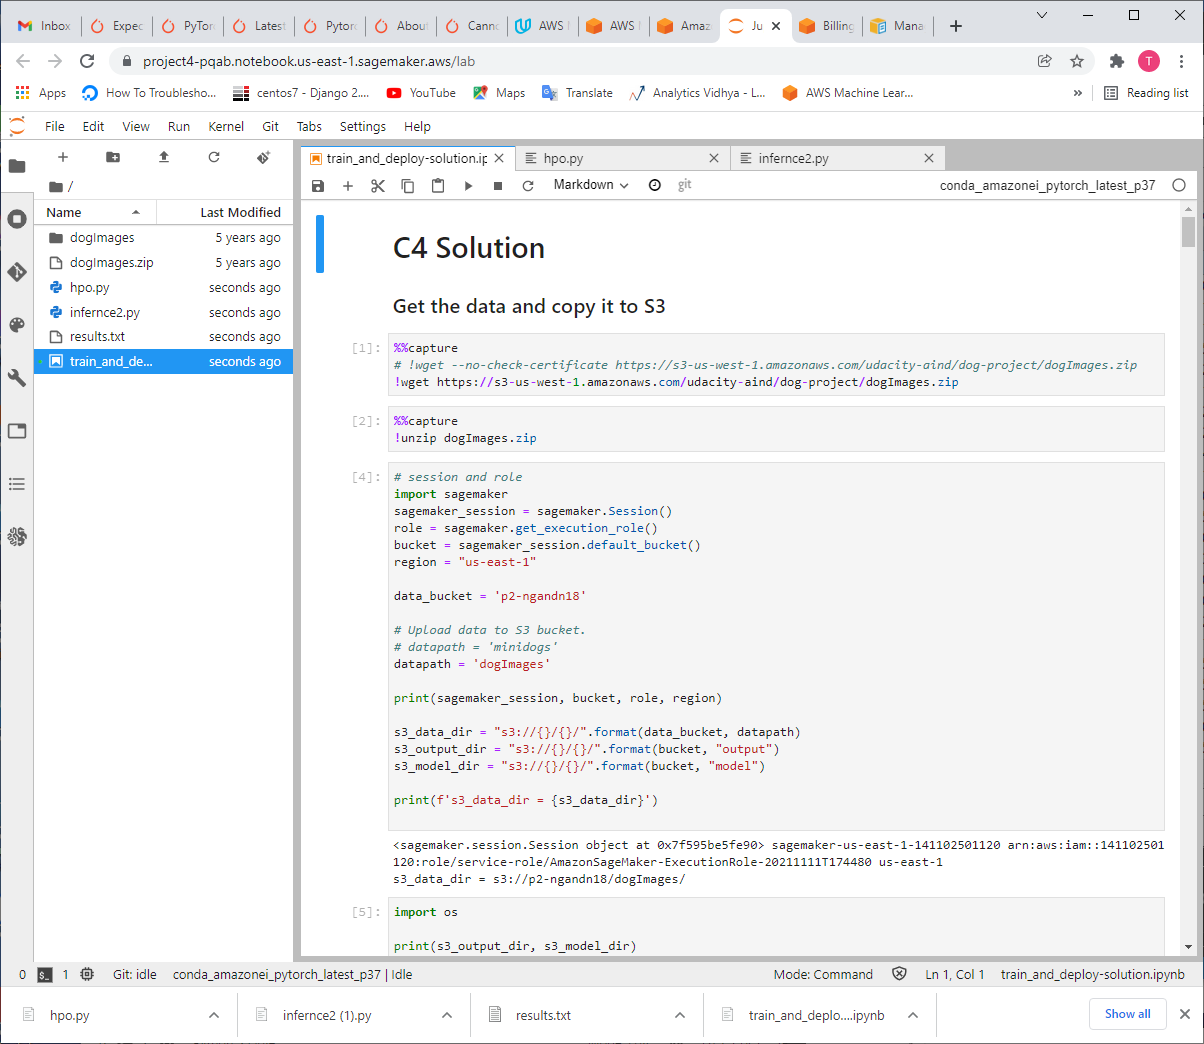 Inbox
Expec
PyTor
Latest
Pytorc
About
Canno
AWS
AWS
Amaz
Ju
Billing
Mana
project4-pqab.notebook.us-east-1.sagemaker.aws/lab
T
Apps
How To Troublesho...
centos7 - Django 2....
YouTube
Maps
Translate
Analytics Vidhya - L...
AWS Machine Lear...
»
Reading list
File Edit View Run Kernel Git Tabs Settings Help
train_and_deploy-solution.ip
hpo.py
infernce2.py
Markdown
git
conda_amazonei_pytorch_latest_p37
/
Name Last Modified
dogImages 5 years ago
dogImages.zip 5 years ago
hpo.py seconds ago
infernce2.py seconds ago
results.txt seconds ago
train_and_de... seconds ago
C4 Solution
Get the data and copy it to S3
[1]: %%capture
# !wget --no-check-certificate https://s3-us-west-1.amazonaws.com/udacity-aind/dog-project/dogImages.zip
!wget https://s3-us-west-1.amazonaws.com/udacity-aind/dog-project/dogImages.zip
[2]: %%capture
!unzip dogImages.zip
[4]: # session and role
import sagemaker
sagemaker_session = sagemaker.Session()
role = sagemaker.get_execution_role()
bucket = sagemaker_session.default_bucket()
region = "us-east-1"
data_bucket = 'p2-ngandn18'
# Upload data to S3 bucket.
# datapath = 'minidogs'
datapath = 'dogImages'
print(sagemaker_session, bucket, role, region)
s3_data_dir = "s3://{}/{}/".format(data_bucket, datapath)
s3_output_dir = "s3://{}/{}/".format(bucket, "output")
s3_model_dir = "s3://{}/{}/".format(bucket, "model")
print(f's3_data_dir = {s3_data_dir}')
<sagemaker.session.Session object at 0x7f595be5fe90> sagemaker-us-east-1-141102501120 arn:aws:iam::141102501
120:role/service-role/AmazonSageMaker-ExecutionRole-20211111T174480 us-east-1
s3_data_dir = s3://p2-ngandn18/dogImages/
[5]: import os
print(s3_output_dir, s3_model_dir)
0 $_ 1 Git: idle conda_amazonei_pytorch_latest_p37 | Idle Mode: Command Ln 1, Col 1 train_and_deploy-solution.ipynb
hpo.py
infernce2 (1).py
results.txt
train_and_deplo....ipynb
Show all